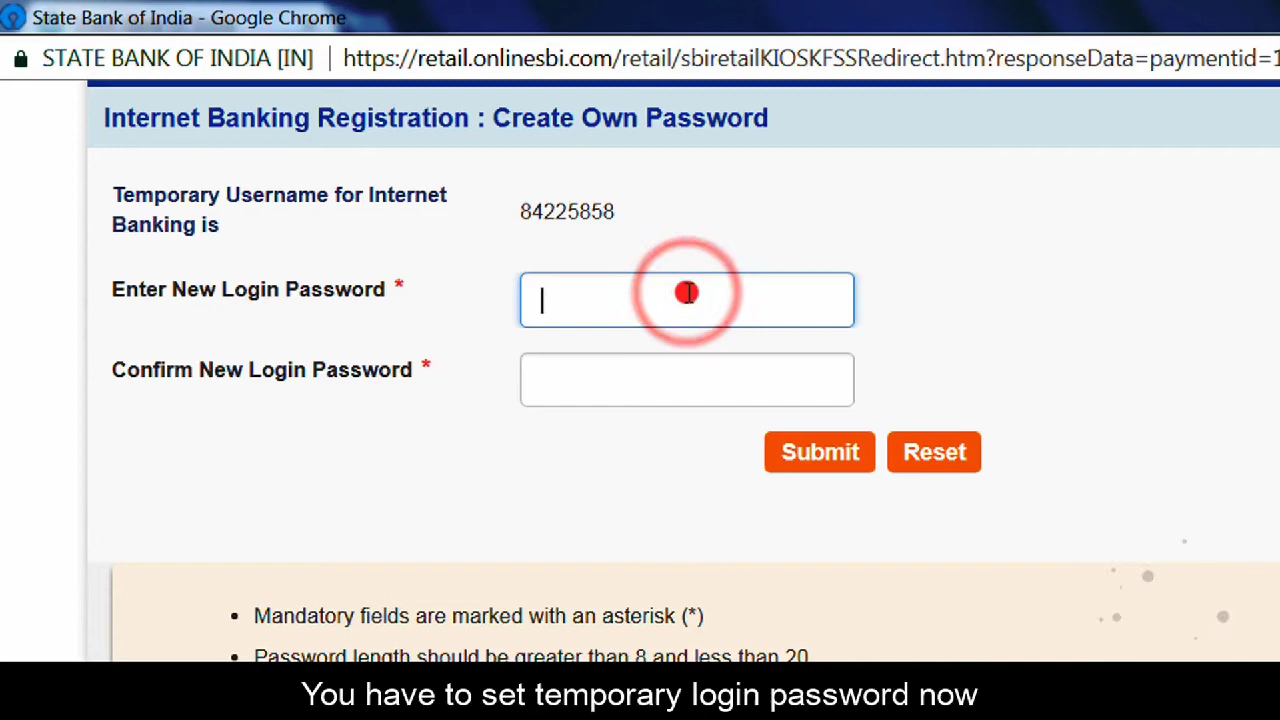 State Bank of India - Google Chrome
STATE BANK OF INDIA [IN] https://retail.onlinesbi.com/retail/sbiretailKIOSKFSSRedirect.htm?responseData=paymentid=1
Internet Banking Registration : Create Own Password
Temporary Username for Internet
Banking is
84225858
Enter New Login Password *
Confirm New Login Password *
Submit Reset
• Mandatory fields are marked with an asterisk (*)
• Password length should be greater than 8 and less than 20
You have to set temporary login password now